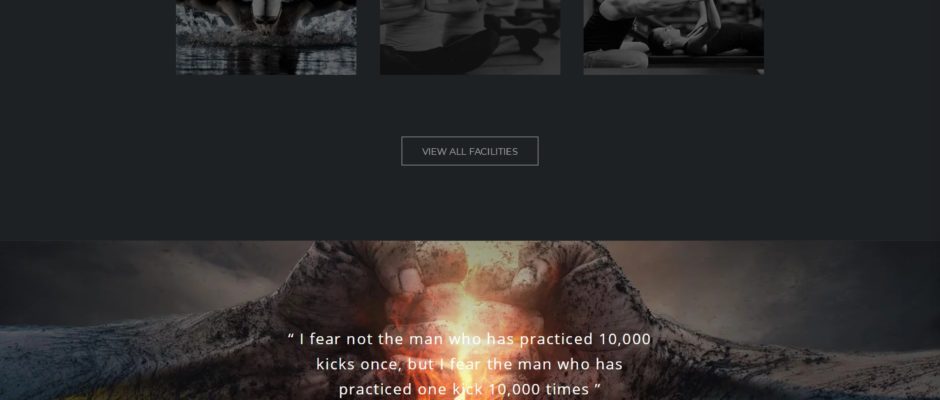 VIEW ALL FACILITIES
“ I fear not the man who has practiced 10,000
kicks once, but I fear the man who has
practiced one kick 10,000 times ”